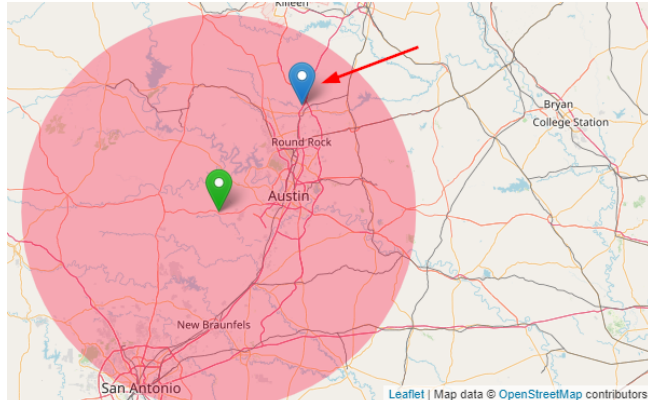 Killeen
Bryan
College Station
Round Rock
Austin
New Braunfels
San Antonio
Leaflet | Map data © OpenStreetMap contributors